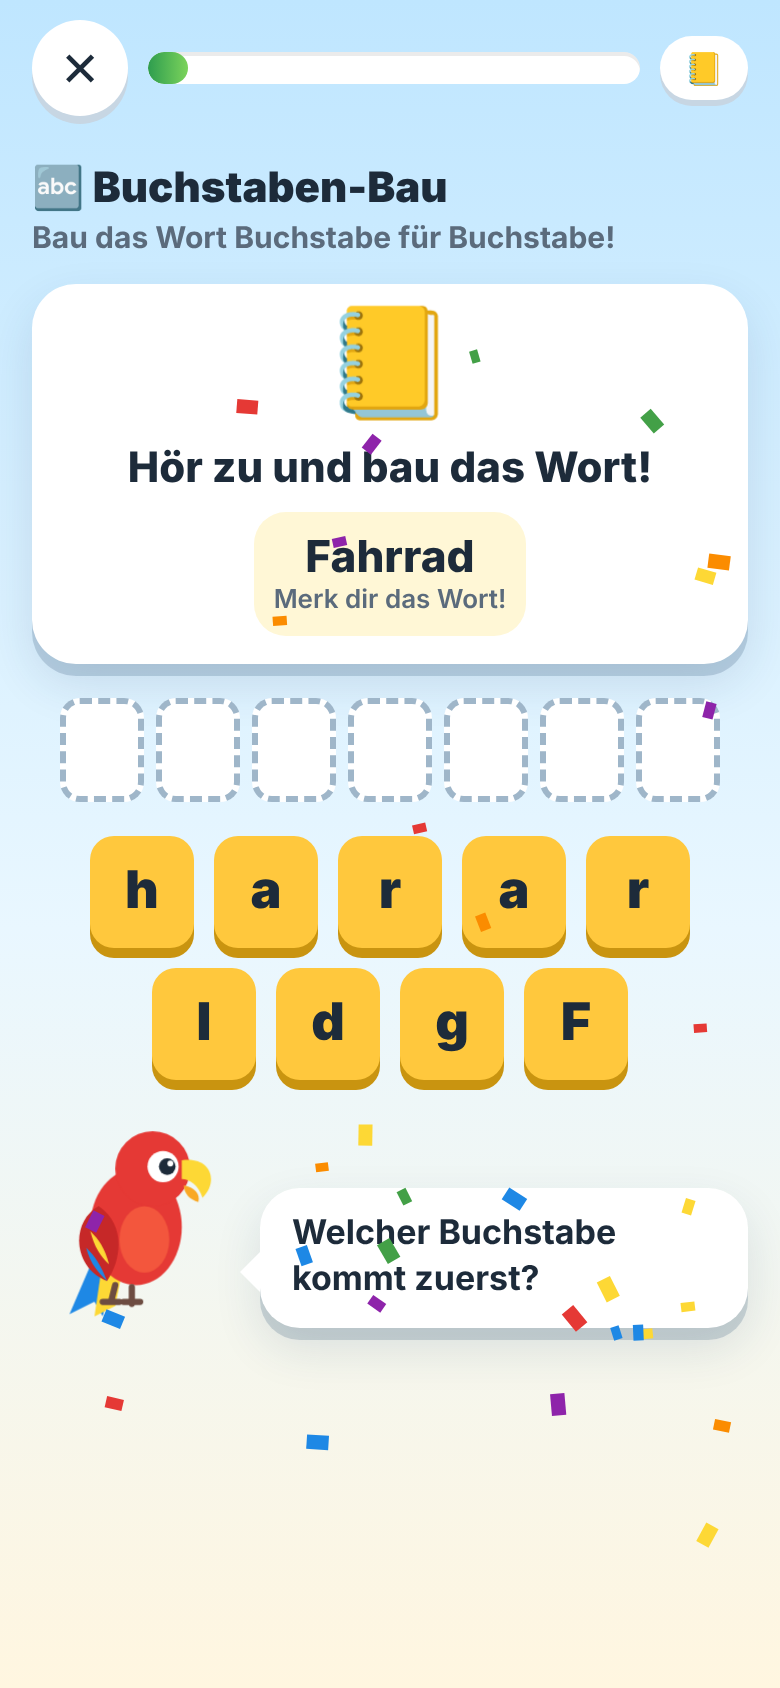 abc Buchstaben-Bau
Bau das Wort Buchstabe für Buchstabe!
Hör zu und bau das Wort!
Fahrrad
Merk dir das Wort!
h a r a r
l d g F
Welcher Buchstabe
kommt zuerst?